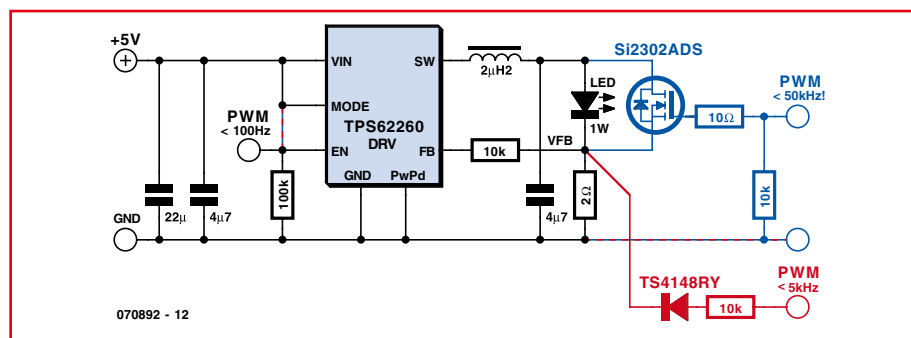 +5V
VIN
SW
2µH2
Si2302ADS
LED
PWM
< 50kHz!
MODE
PWM
< 100Hz
TPS62260
DRV
1W
10Ω
EN
FB
10k
VFB
GND
PwPd
100k
2Ω
10k
22µ
4µ7
4µ7
GND
TS4148RY
PWM
< 5kHz
10k
070892 - 12